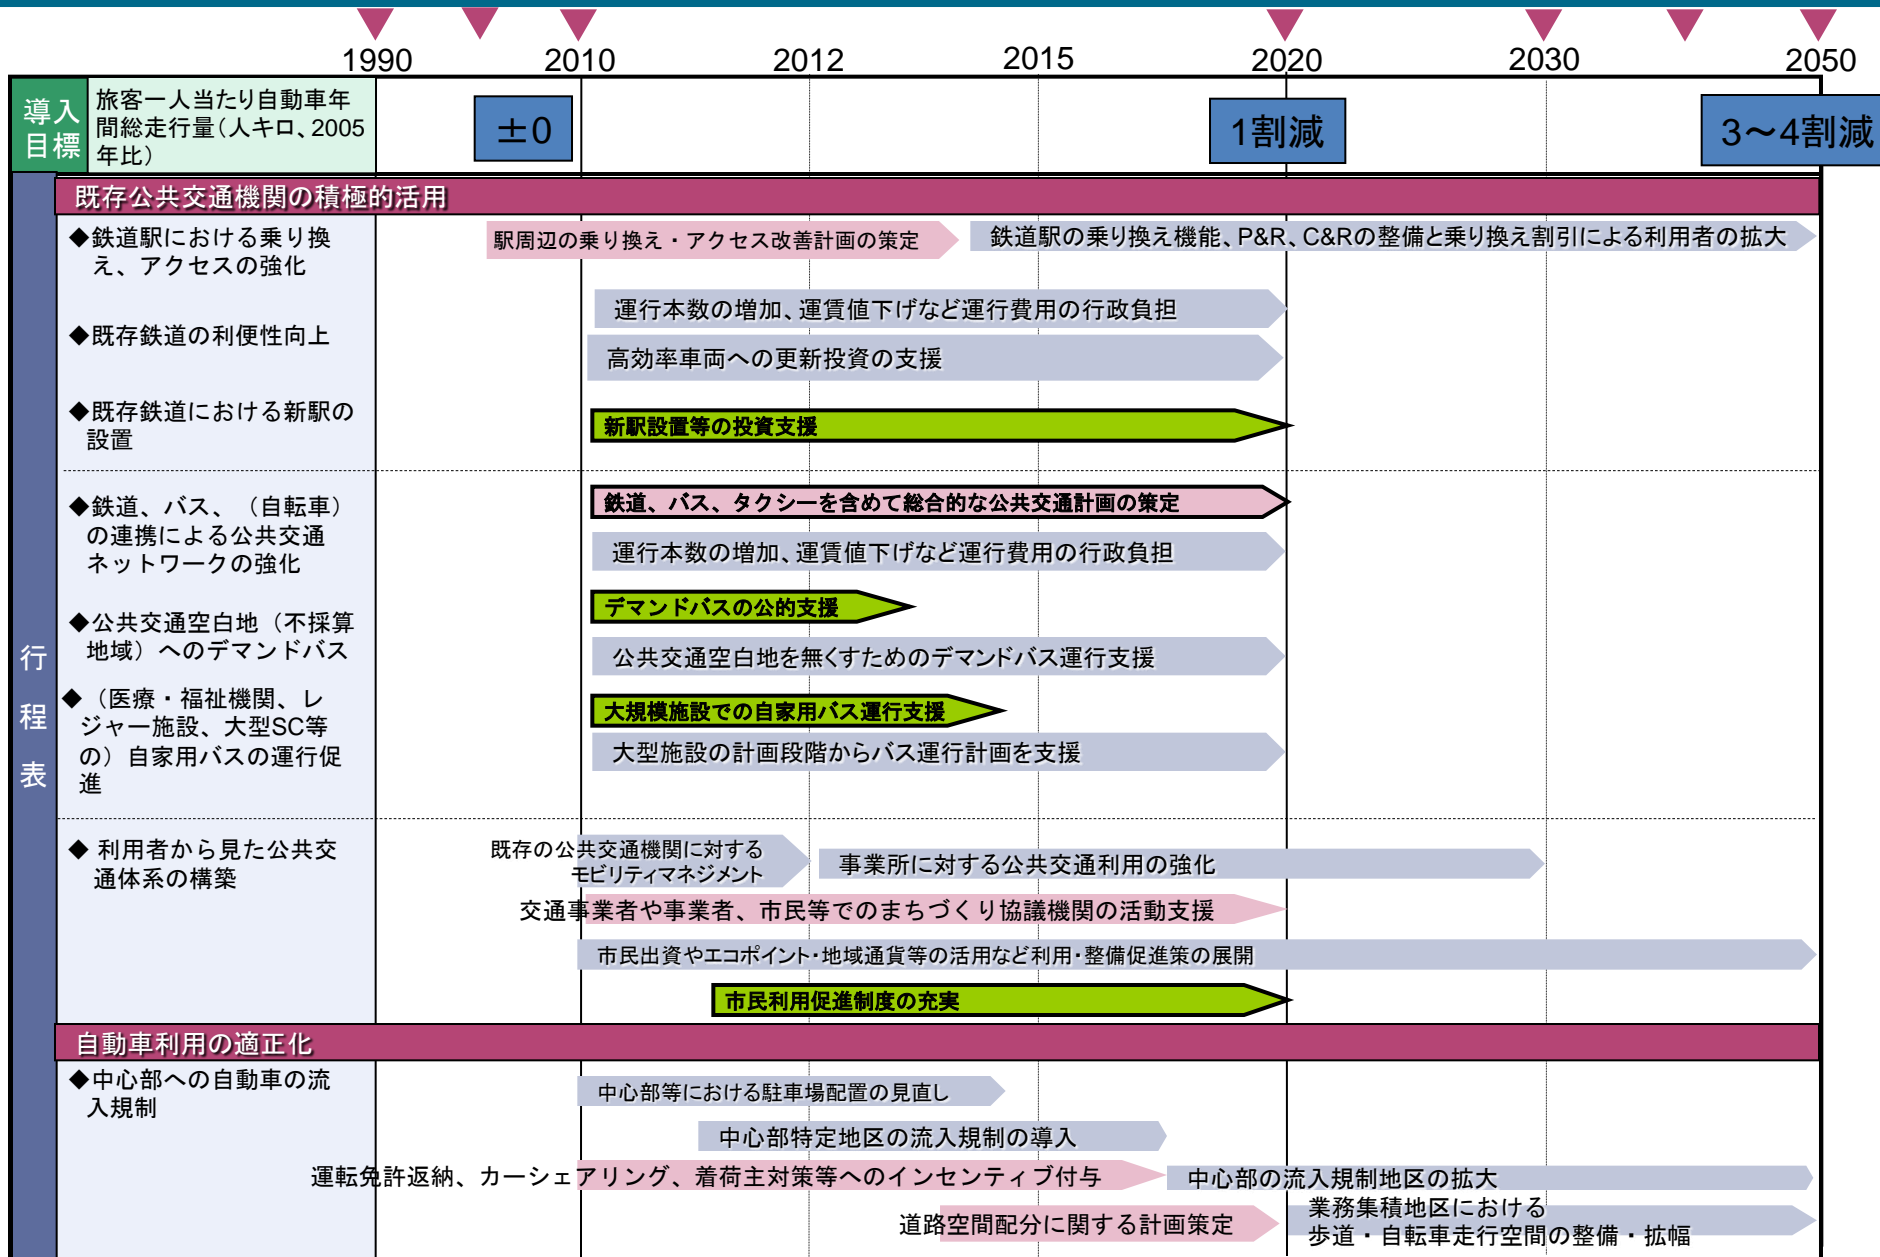 1990 2010 2012 2015 2020 2030 2050
導入
目標
旅客一人当たり自動車年
間総走行量（人キロ、2005
年比）
±0
1割減
3～4割減
行
程
表
既存公共交通機関の積極的活用
◆鉄道駅における乗り換
え、アクセスの強化
駅周辺の乗り換え・アクセス改善計画の策定
鉄道駅の乗り換え機能、P&R、C&Rの整備と乗り換え割引による利用者の拡大
◆既存鉄道の利便性向上
運行本数の増加、運賃値下げなど運行費用の行政負担
高効率車両への更新投資の支援
◆既存鉄道における新駅の
設置
新駅設置等の投資支援
◆鉄道、バス、（自転車）
の連携による公共交通
ネットワークの強化
鉄道、バス、タクシーを含めて総合的な公共交通計画の策定
運行本数の増加、運賃値下げなど運行費用の行政負担
◆公共交通空白地（不採算
地域）へのデマンドバス
デマンドバスの公的支援
公共交通空白地を無くすためのデマンドバス運行支援
◆（医療・福祉機関、レ
ジャー施設、大型SC等
の）自家用バスの運行促
進
大規模施設での自家用バス運行支援
大型施設の計画段階からバス運行計画を支援
◆ 利用者から見た公共交
通体系の構築
既存の公共交通機関に対する
モビリティマネジメント
事業所に対する公共交通利用の強化
交通事業者や事業者、市民等でのまちづくり協議機関の活動支援
市民出資やエコポイント・地域通貨等の活用など利用・整備促進策の展開
市民利用促進制度の充実
自動車利用の適正化
◆中心部への自動車の流
入規制
中心部等における駐車場配置の見直し
中心部特定地区の流入規制の導入
運転免許返納、カーシェアリング、着荷主対策等へのインセンティブ付与
中心部の流入規制地区の拡大
道路空間配分に関する計画策定
業務集積地区における
歩道・自転車走行空間の整備・拡幅